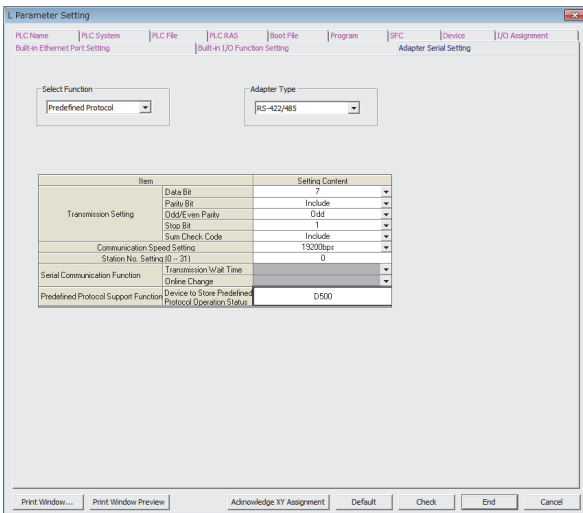 L Parameter Setting
PLC Name PLC System PLC File PLC RAS Boot File Program SFC Device I/O Assignment
Built-in Ethernet Port Setting Built-in I/O Function Setting Adapter Serial Setting
Select Function Adapter Type
Predefined Protocol RS-422/485
Item Setting Content
Transmission Setting Data Bit 7
Parity Bit Include
Odd/Even Parity Odd
Stop Bit 1
Sum Check Code Include
Communication Speed Setting 19200bps
Station No. Setting (0 -- 31) 0
Serial Communication Function Transmission Wait Time
Online Change
Predefined Protocol Support Function Device to Store Predefined Protocol Operation Status D500
Print Window... Print Window Preview Acknowledge XY Assignment Default Check End Cancel